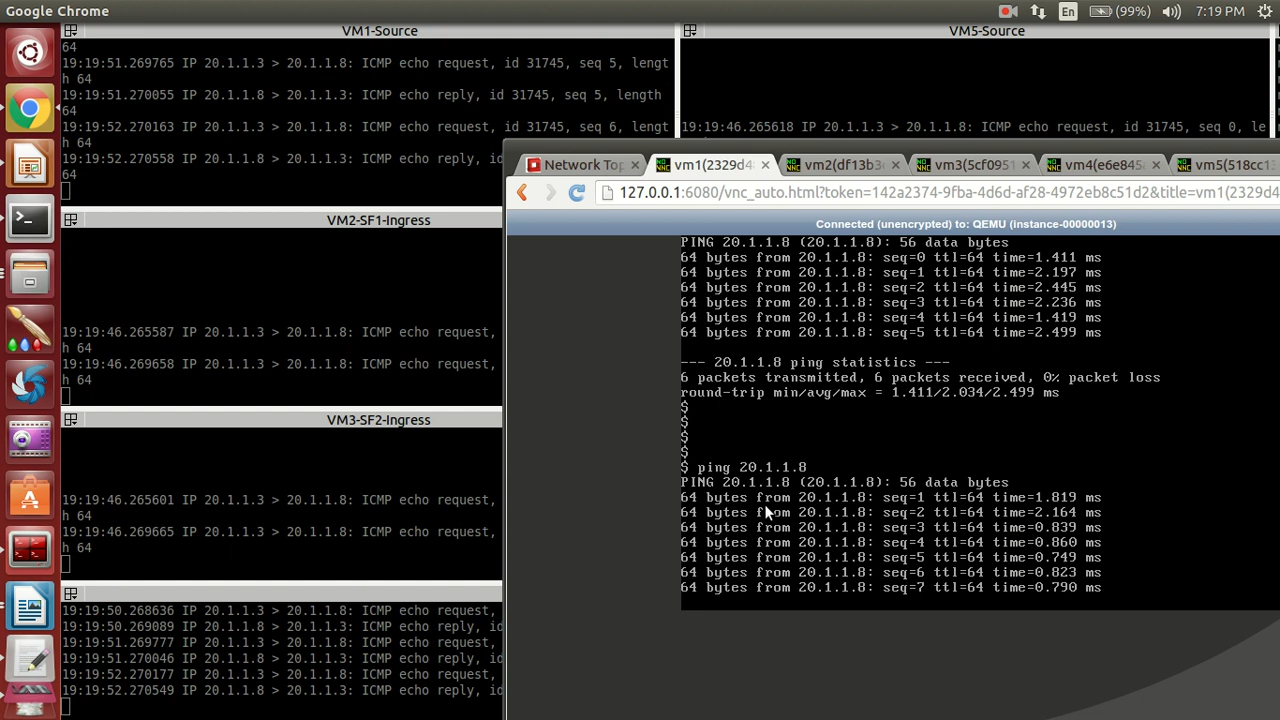 Google Chrome
En
(99%)
7:19 PM
VM1-Source
64
19:19:51.269765 IP 20.1.1.3 > 20.1.1.8: ICMP echo request, id 31745, seq 5, lengt
h 64
19:19:51.270055 IP 20.1.1.8 > 20.1.1.3: ICMP echo reply, id 31745, seq 5, length
64
19:19:52.270163 IP 20.1.1.3 > 20.1.1.8: ICMP echo request, id 31745, seq 6, lengt
h 64
19:19:52.270558 IP 20.1.1.8 > 20.1.1.3: ICMP echo reply,
64
VM5-Source
19:19:46.265618 IP 20.1.1.3 > 20.1.1.8: ICMP echo request, id 31745, seq 0, le
VM2-SF1-Ingress
19:19:46.265587 IP 20.1.1.3 > 20.1.1.8: ICMP echo request,
h 64
19:19:46.269658 IP 20.1.1.3 > 20.1.1.8: ICMP echo request,
h 64
VM3-SF2-Ingress
19:19:46.265601 IP 20.1.1.3 > 20.1.1.8: ICMP echo request,
h 64
19:19:46.269665 IP 20.1.1.3 > 20.1.1.8: ICMP echo request,
h 64
19:19:50.268636 IP 20.1.1.3 > 20.1.1.8: ICMP echo request,
19:19:50.269089 IP 20.1.1.8 > 20.1.1.3: ICMP echo reply, id
19:19:51.269777 IP 20.1.1.3 > 20.1.1.8: ICMP echo request,
19:19:51.270046 IP 20.1.1.8 > 20.1.1.3: ICMP echo reply, id
19:19:52.270177 IP 20.1.1.3 > 20.1.1.8: ICMP echo request,
19:19:52.270549 IP 20.1.1.8 > 20.1.1.3: ICMP echo reply, id
Network Top
vm1(2329d4
vm2(df13b3
vm3(5cf0951
vm4(e6e845
vm5(518cc13
127.0.0.1:6080/vnc_auto.html?token=142a2374-9fba-4d6d-af28-4972eb8c51d2&title=vm1(2329d4
Connected (unencrypted) to: QEMU (instance-00000013)
PING 20.1.1.8 (20.1.1.8): 56 data bytes
64 bytes from 20.1.1.8: seq=0 ttl=64 time=1.411 ms
64 bytes from 20.1.1.8: seq=1 ttl=64 time=2.197 ms
64 bytes from 20.1.1.8: seq=2 ttl=64 time=2.445 ms
64 bytes from 20.1.1.8: seq=3 ttl=64 time=2.236 ms
64 bytes from 20.1.1.8: seq=4 ttl=64 time=1.419 ms
64 bytes from 20.1.1.8: seq=5 ttl=64 time=2.499 ms
--- 20.1.1.8 ping statistics ---
6 packets transmitted, 6 packets received, 0% packet loss
round-trip min/avg/max = 1.411/2.034/2.499 ms
$
$
$
$
$ ping 20.1.1.8
PING 20.1.1.8 (20.1.1.8): 56 data bytes
64 bytes from 20.1.1.8: seq=1 ttl=64 time=1.819 ms
64 bytes from 20.1.1.8: seq=2 ttl=64 time=2.164 ms
64 bytes from 20.1.1.8: seq=3 ttl=64 time=0.839 ms
64 bytes from 20.1.1.8: seq=4 ttl=64 time=0.860 ms
64 bytes from 20.1.1.8: seq=5 ttl=64 time=0.749 ms
64 bytes from 20.1.1.8: seq=6 ttl=64 time=0.823 ms
64 bytes from 20.1.1.8: seq=7 ttl=64 time=0.790 ms